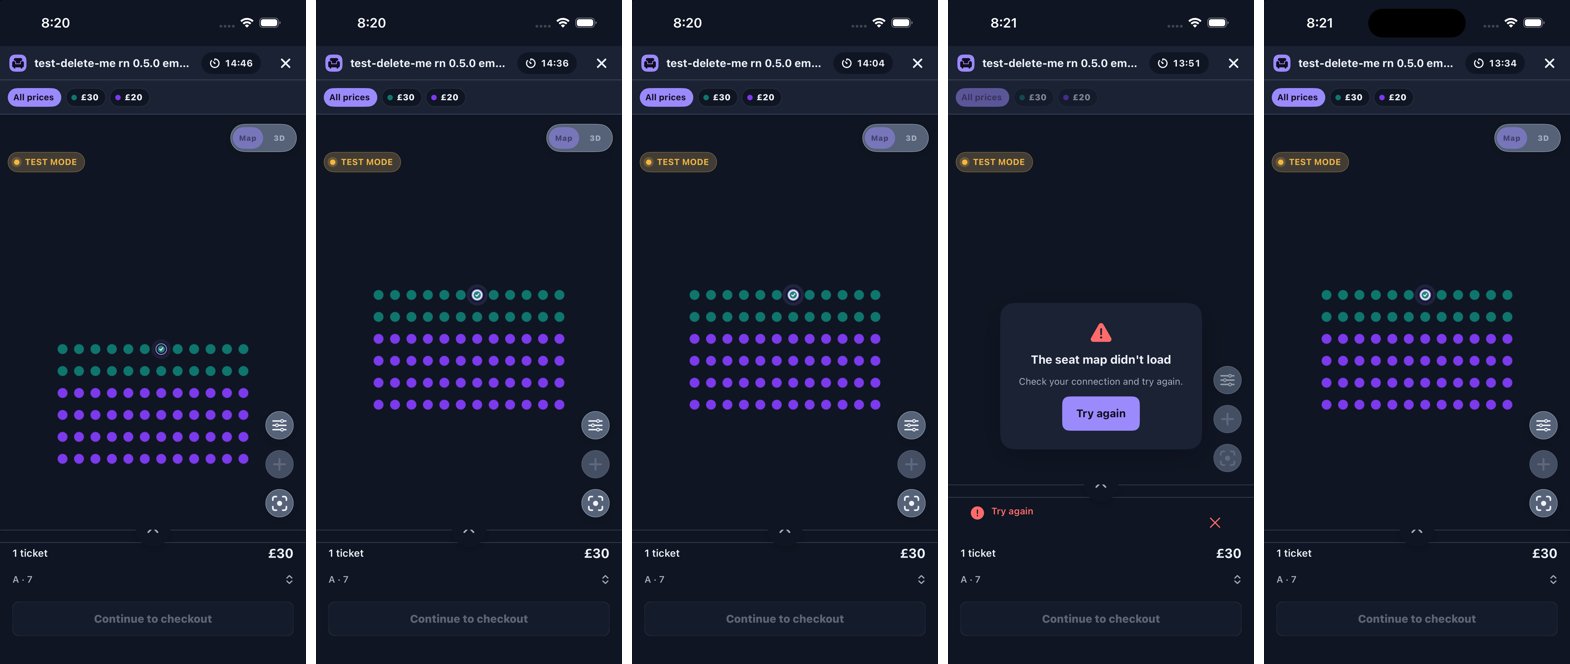 8:20
test-delete-me rn 0.5.0 em... 14:46
All prices £30 £20
Map 3D
TEST MODE
1 ticket £30
A · 7
Continue to checkout
8:20
test-delete-me rn 0.5.0 em... 14:36
All prices £30 £20
Map 3D
TEST MODE
1 ticket £30
A · 7
Continue to checkout
8:20
test-delete-me rn 0.5.0 em... 14:04
All prices £30 £20
Map 3D
TEST MODE
1 ticket £30
A · 7
Continue to checkout
8:21
test-delete-me rn 0.5.0 em... 13:51
All prices £30 £20
TEST MODE
The seat map didn't load
Check your connection and try again.
Try again
Try again
1 ticket £30
A · 7
Continue to checkout
8:21
test-delete-me rn 0.5.0 em... 13:34
All prices £30 £20
Map 3D
TEST MODE
1 ticket £30
A · 7
Continue to checkout